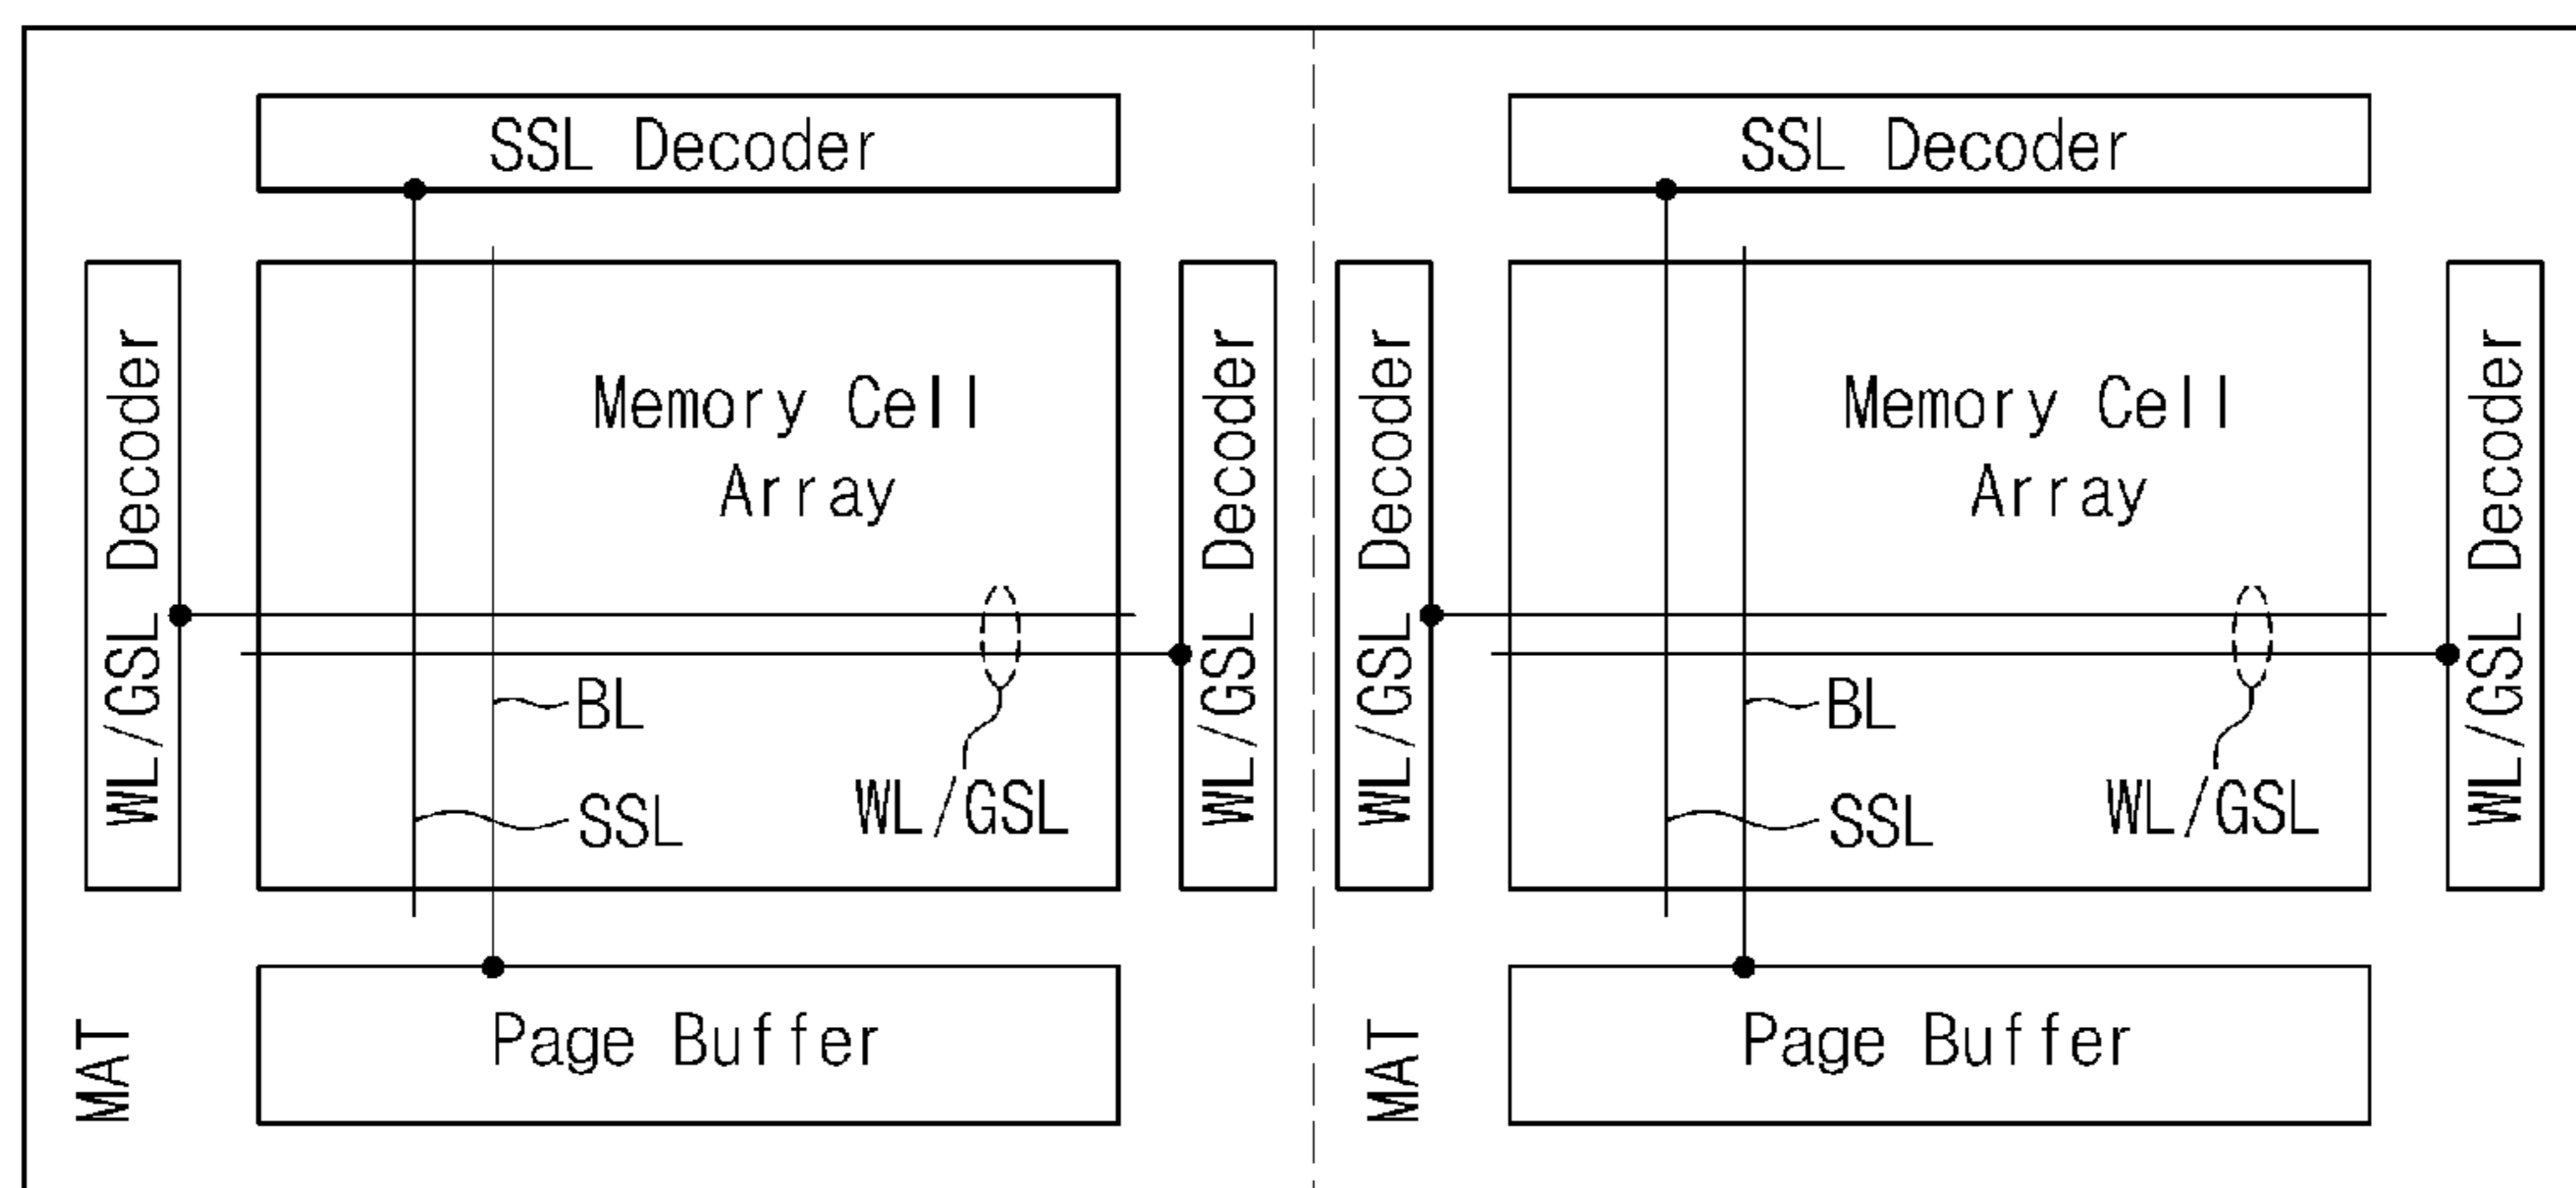 SSL Decoder
WL/GSL Decoder
Memory Cell
Array
WL/GSL Decoder
BL
SSL
WL/GSL
Page Buffer
MAT
SSL Decoder
WL/GSL Decoder
Memory Cell
Array
WL/GSL Decoder
BL
SSL
WL/GSL
Page Buffer
MAT